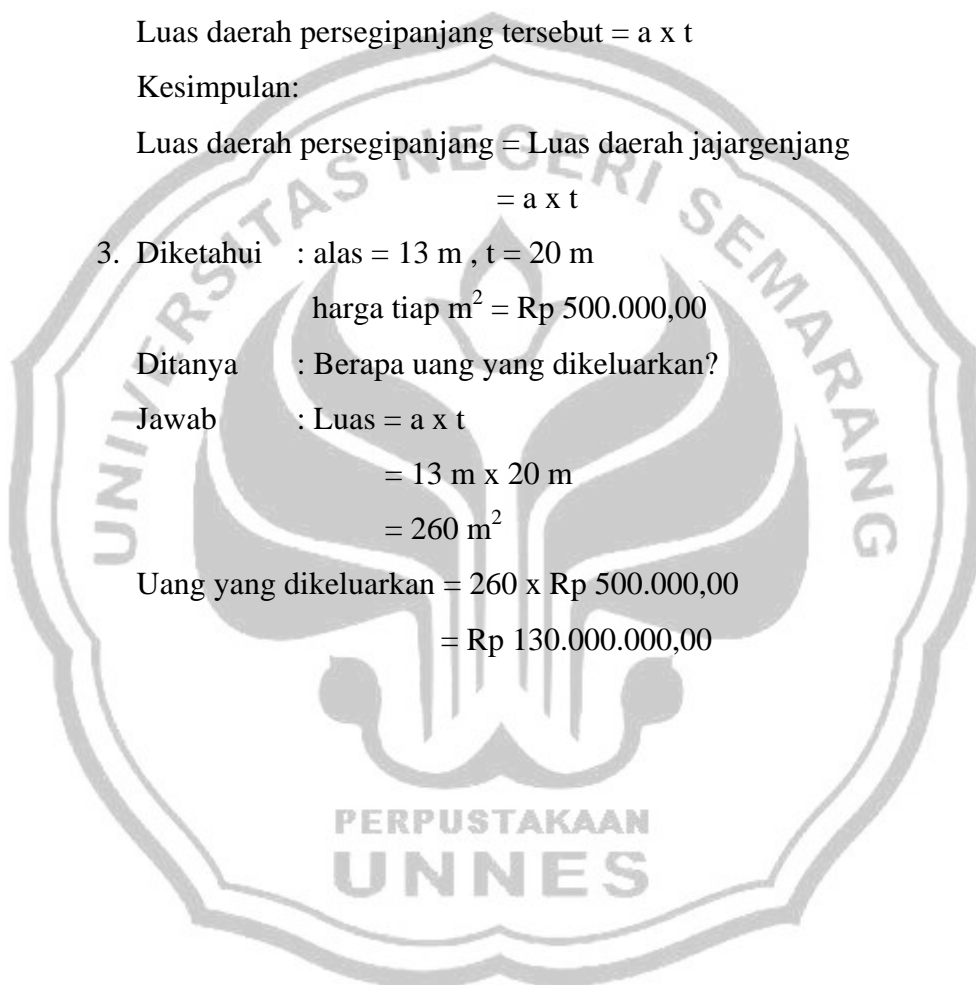 Luas daerah persegipanjang tersebut = a x t
Kesimpulan:
Luas daerah persegipanjang = Luas daerah jajargenjang
= a x t
3. Diketahui : alas = 13 m , t = 20 m
harga tiap m² = Rp 500.000,00
Ditanya : Berapa uang yang dikeluarkan?
Jawab : Luas = a x t
= 13 m x 20 m
= 260 m²
Uang yang dikeluarkan = 260 x Rp 500.000,00
= Rp 130.000.000,00
UNIVERSITAS NEGERI SEMARANG
PERPUSTAKAAN
UNNES